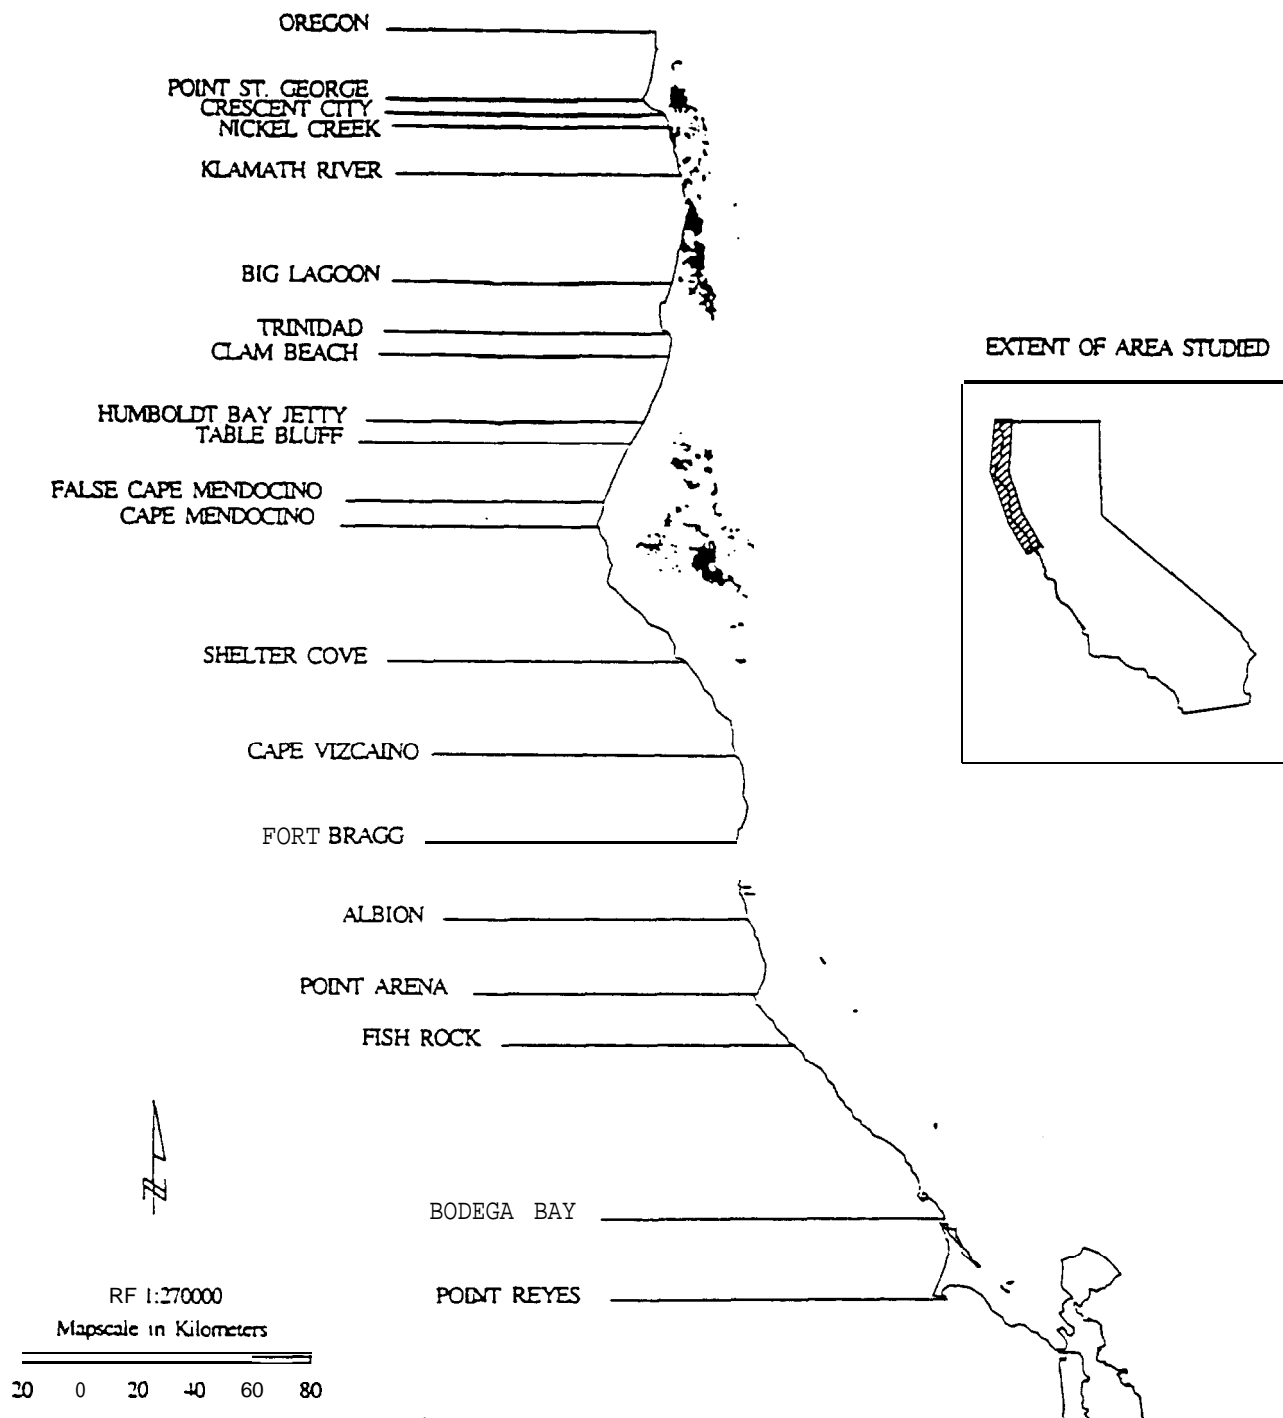 OREGON
POINT ST. GEORGE
CRESCENT CITY
NICKEL CREEK
KLAMATH RIVER
BIG LAGOON
TRINIDAD
CLAM BEACH
EXTENT OF AREA STUDIED
HUMBOLDT BAY JETTY
TABLE BLUFF
FALSE CAPE MENDOCINO
CAPE MENDOCINO
SHELTER COVE
CAPE VIZCAINO
FORT BRAGG
ALBION
POINT ARENA
FISH ROCK
N
BODEGA BAY
POINT REYES
RF 1:270000
Mapscale in Kilometers
20 0 20 40 60 80